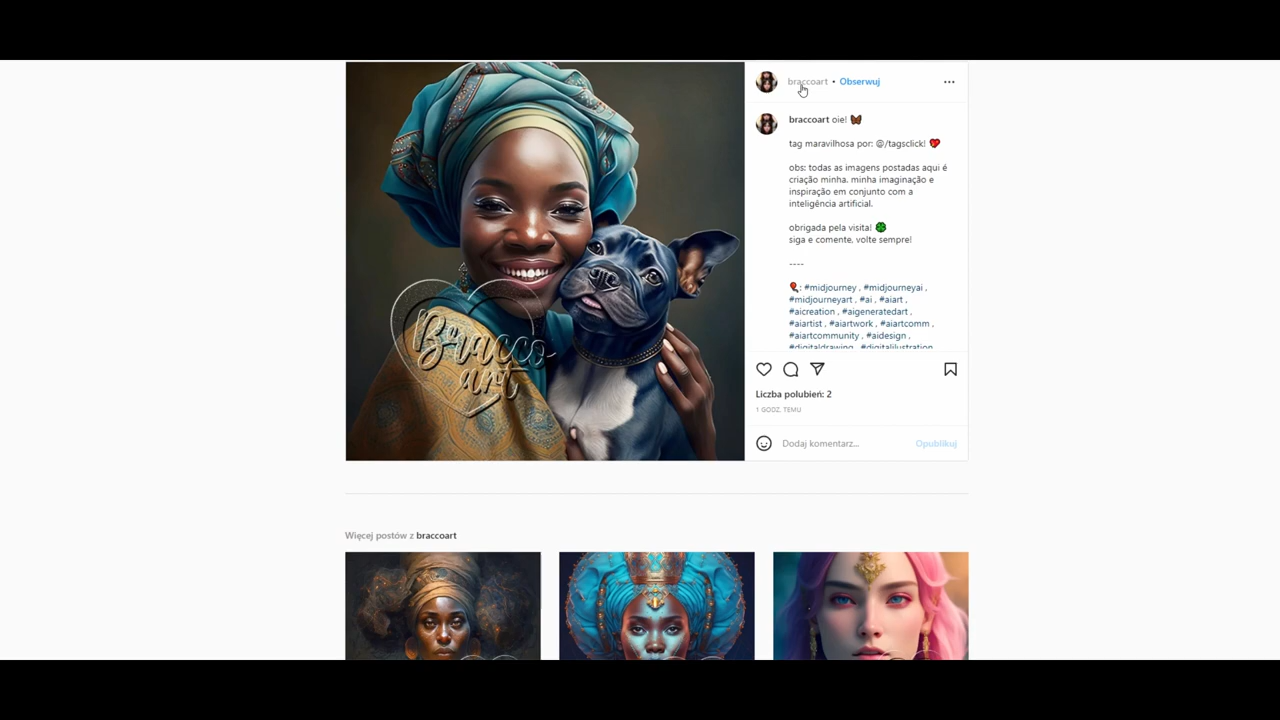 braccoart • Obserwuj
braccoart oie!
tag maravilhosa por: @/tagsclick!
obs: todas as imagens postadas aqui é
criação minha. minha imaginação e
inspiração em conjunto com a
inteligência artificial.
obrigada pela visita!
siga e comente, volte sempre!
----
: #midjourney , #midjourneyai ,
#midjourneyart , #ai , #aiart ,
#aicreation , #aigeneratedart ,
#aiartist , #aiartwork , #aiartcomm ,
#aiartcommunity , #aidesign ,
#digitaldrawing , #digitalilustration
Liczba polubień: 2
1 GODZ. TEMU
Dodaj komentarz... Opublikuj
Bracco
art
Więcej postów z braccoart